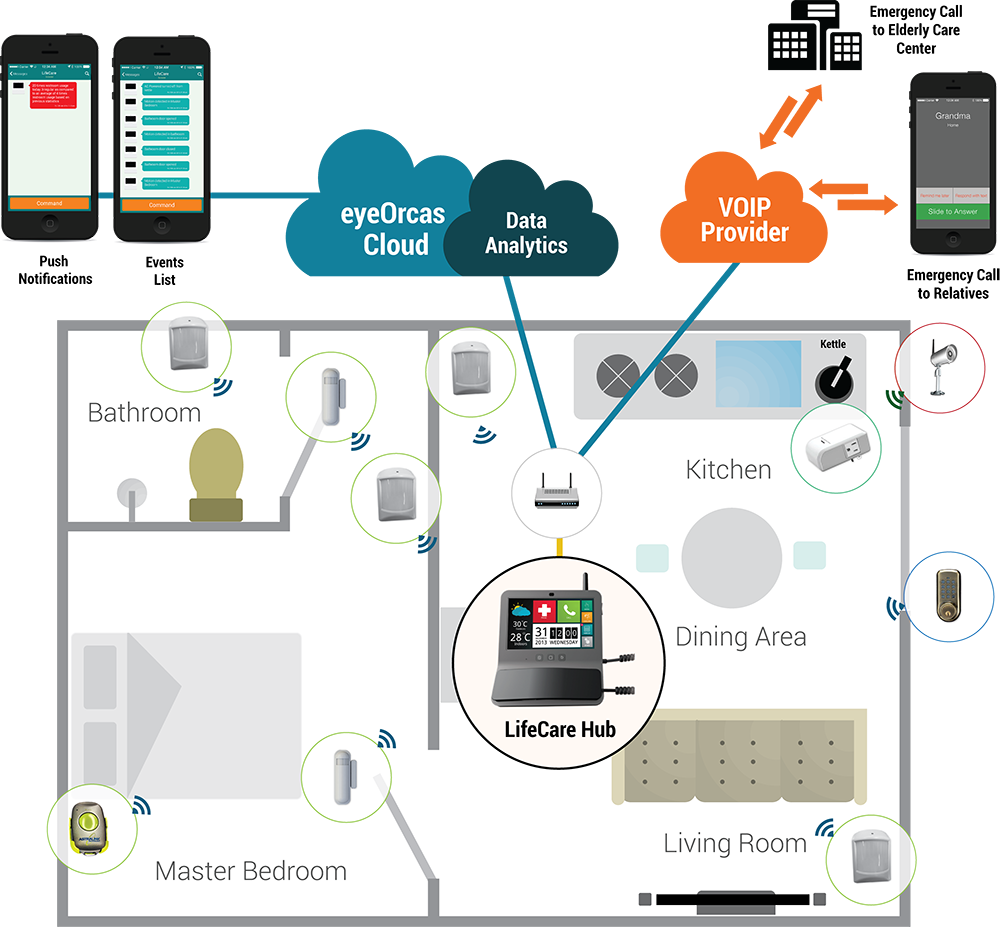 Emergency Call
to Elderly Care
Center
LifeCare
Command
Push
Notifications
LifeCare
Command
Events
List
eyeOrcas
Cloud
Data
Analytics
VOIP
Provider
Grandma
Home
Slide to Answer
Emergency Call
to Relatives
Bathroom
Kettle
Kitchen
Dining Area
30°C
28°C
31
12 00
2013 WEDNESDAY
LifeCare Hub
Living Room
Master Bedroom